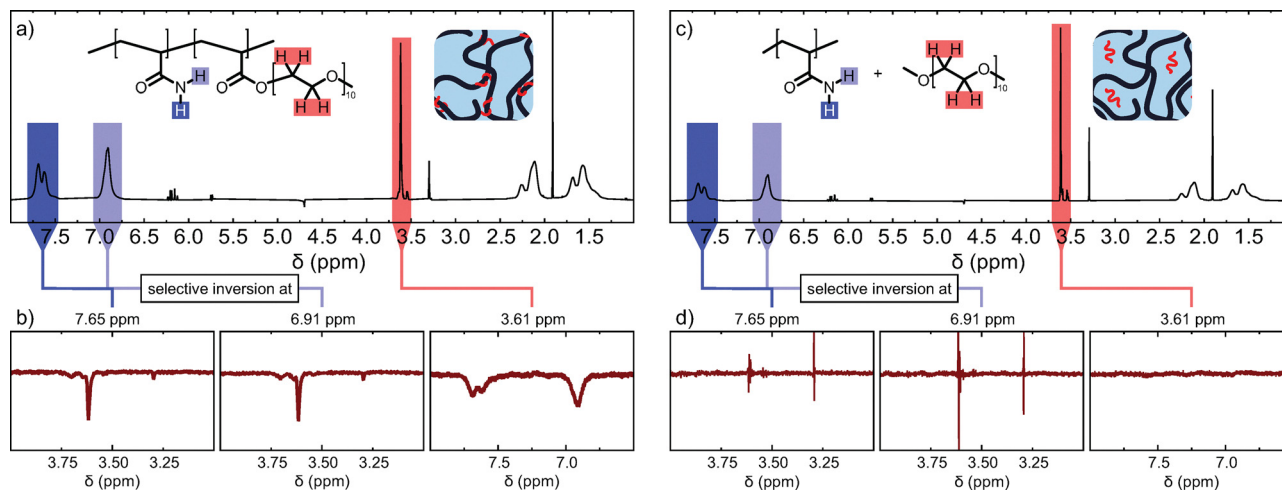 a)
O
N
H
H
O
O
H H
O
10
H H
7.5 7.0 6.5 6.0 5.5 5.0 4.5 4.0 3.5 3.0 2.5 2.0 1.5
δ (ppm)
selective inversion at
b)
7.65 ppm
6.91 ppm
3.61 ppm
3.75 3.50 3.25
δ (ppm)
3.75 3.50 3.25
δ (ppm)
7.5 7.0
δ (ppm)
c)
O
N
H
H
+
O
H H
O
10
H H
7.5 7.0 6.5 6.0 5.5 5.0 4.5 4.0 3.5 3.0 2.5 2.0 1.5
δ (ppm)
selective inversion at
d)
7.65 ppm
6.91 ppm
3.61 ppm
3.75 3.50 3.25
δ (ppm)
3.75 3.50 3.25
δ (ppm)
7.5 7.0
δ (ppm)